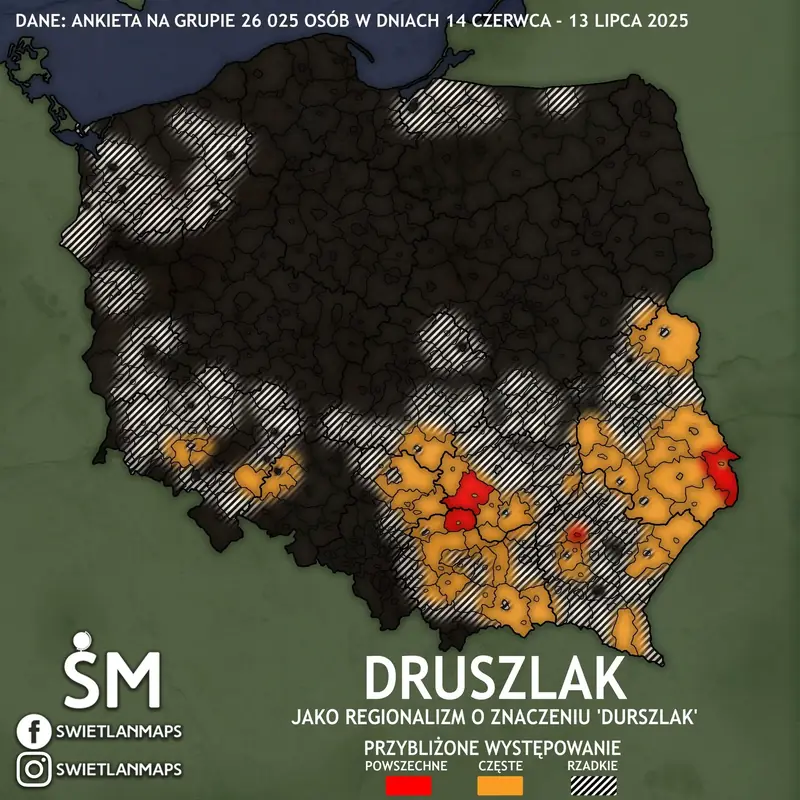 DANE: ANKIETA NA GRUPIE 26 025 OSÓB W DNIACH 14 CZERWCA - 13 LIPCA 2025
ŚM
SWIETLANMAPS
SWIETLANMAPS
DRUSZLAK
JAKO REGIONALIZM O ZNACZENIU 'DURSZLAK'
PRZYBLIŻONE WYSTĘPOWANIE
POWSZECHNE CZĘSTE RZADKIE